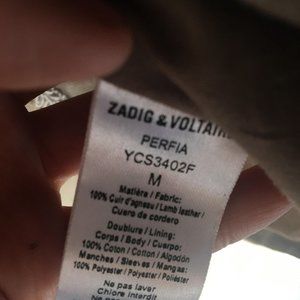 ZADIG & VOLTAIRE
PERFIA
YCS3402F
M
Matière / Fabric:
100% Cuir d'agneau / Lamb leather /
Cuero de cordero
Doublure / Lining:
Corps / Body / Cuerpo:
100% Coton / Cotton / Algodón
Manches / Sleeves / Mangas:
100% Polyester / Polyester / Poliéster
Ne pas laver
Chlore interdit